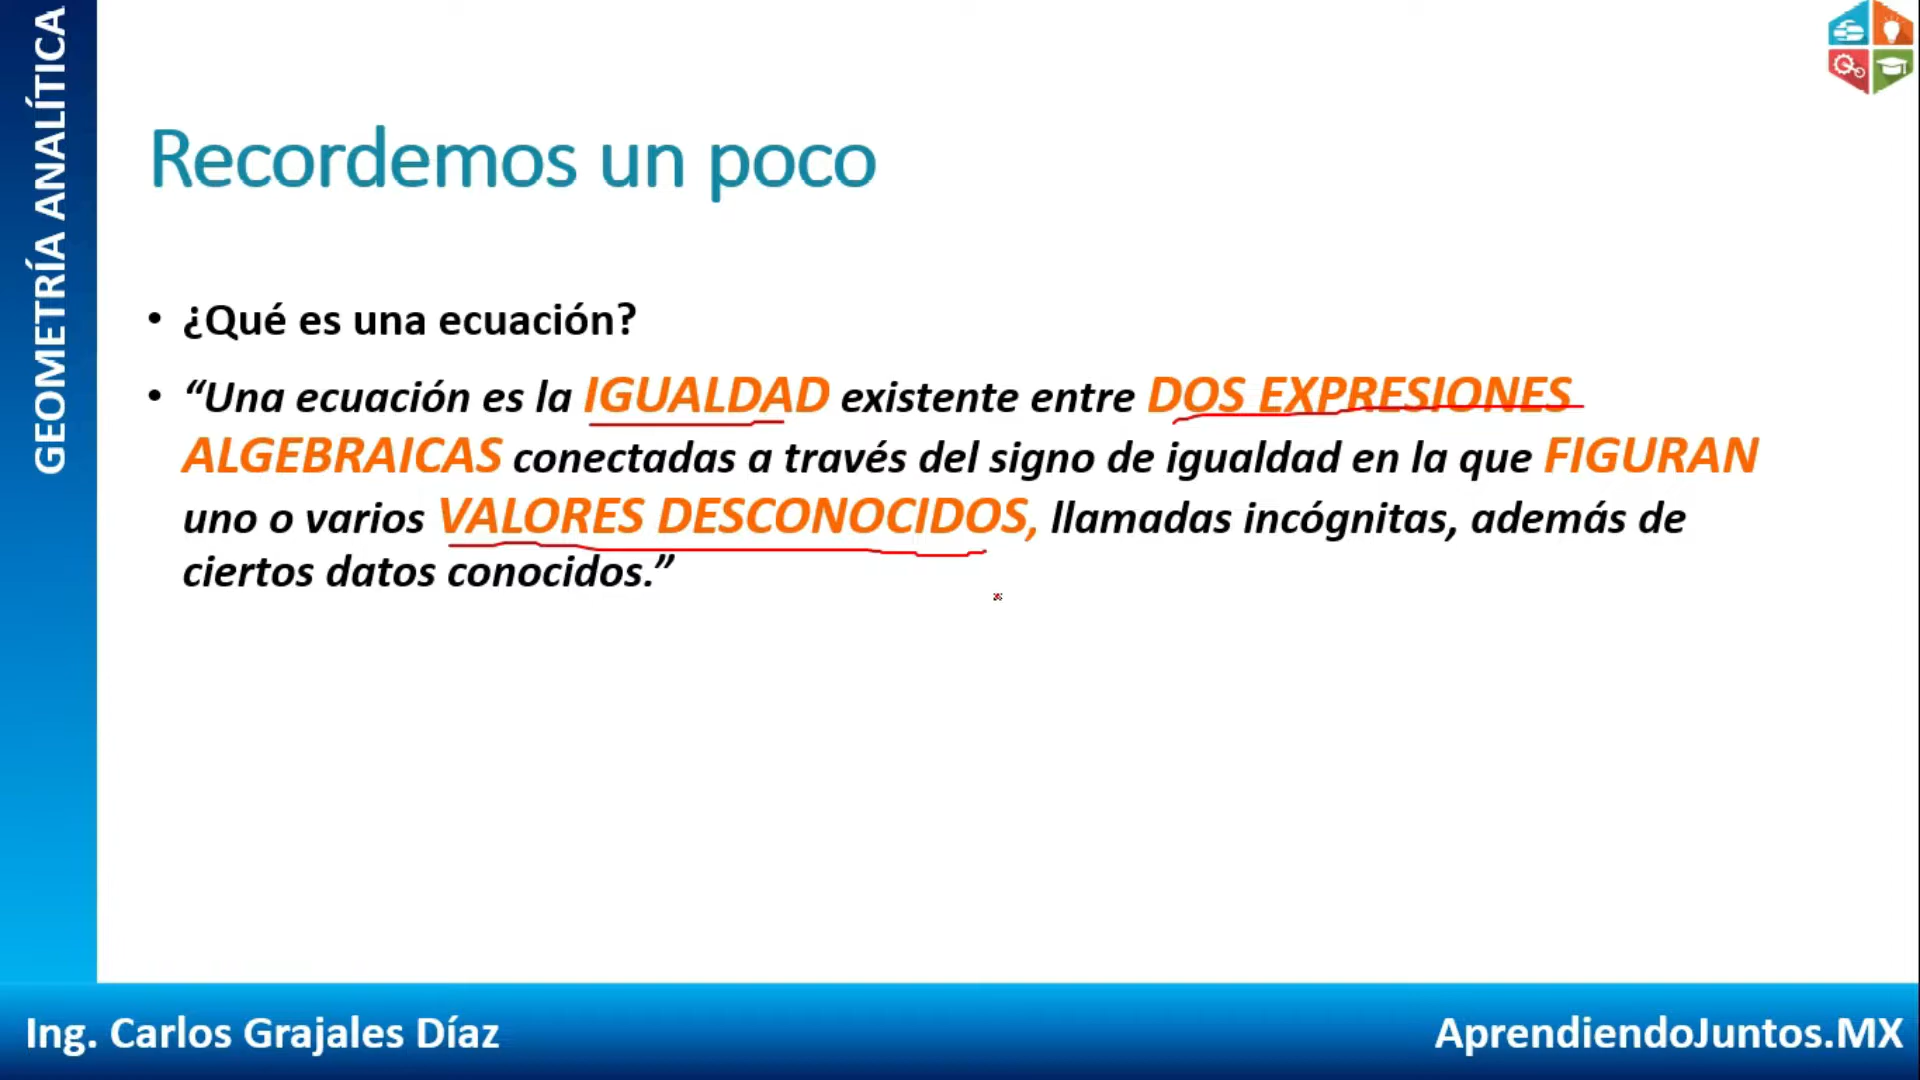 GEOMETRÍA ANALÍTICA
Recordemos un poco
• ¿Qué es una ecuación?
• “Una ecuación es la IGUALDAD existente entre DOS EXPRESIONES
ALGEBRAICAS conectadas a través del signo de igualdad en la que FIGURAN
uno o varios VALORES DESCONOCIDOS, llamadas incógnitas, además de
ciertos datos conocidos.”
Ing. Carlos Grajales Díaz
AprendiendoJuntos.MX